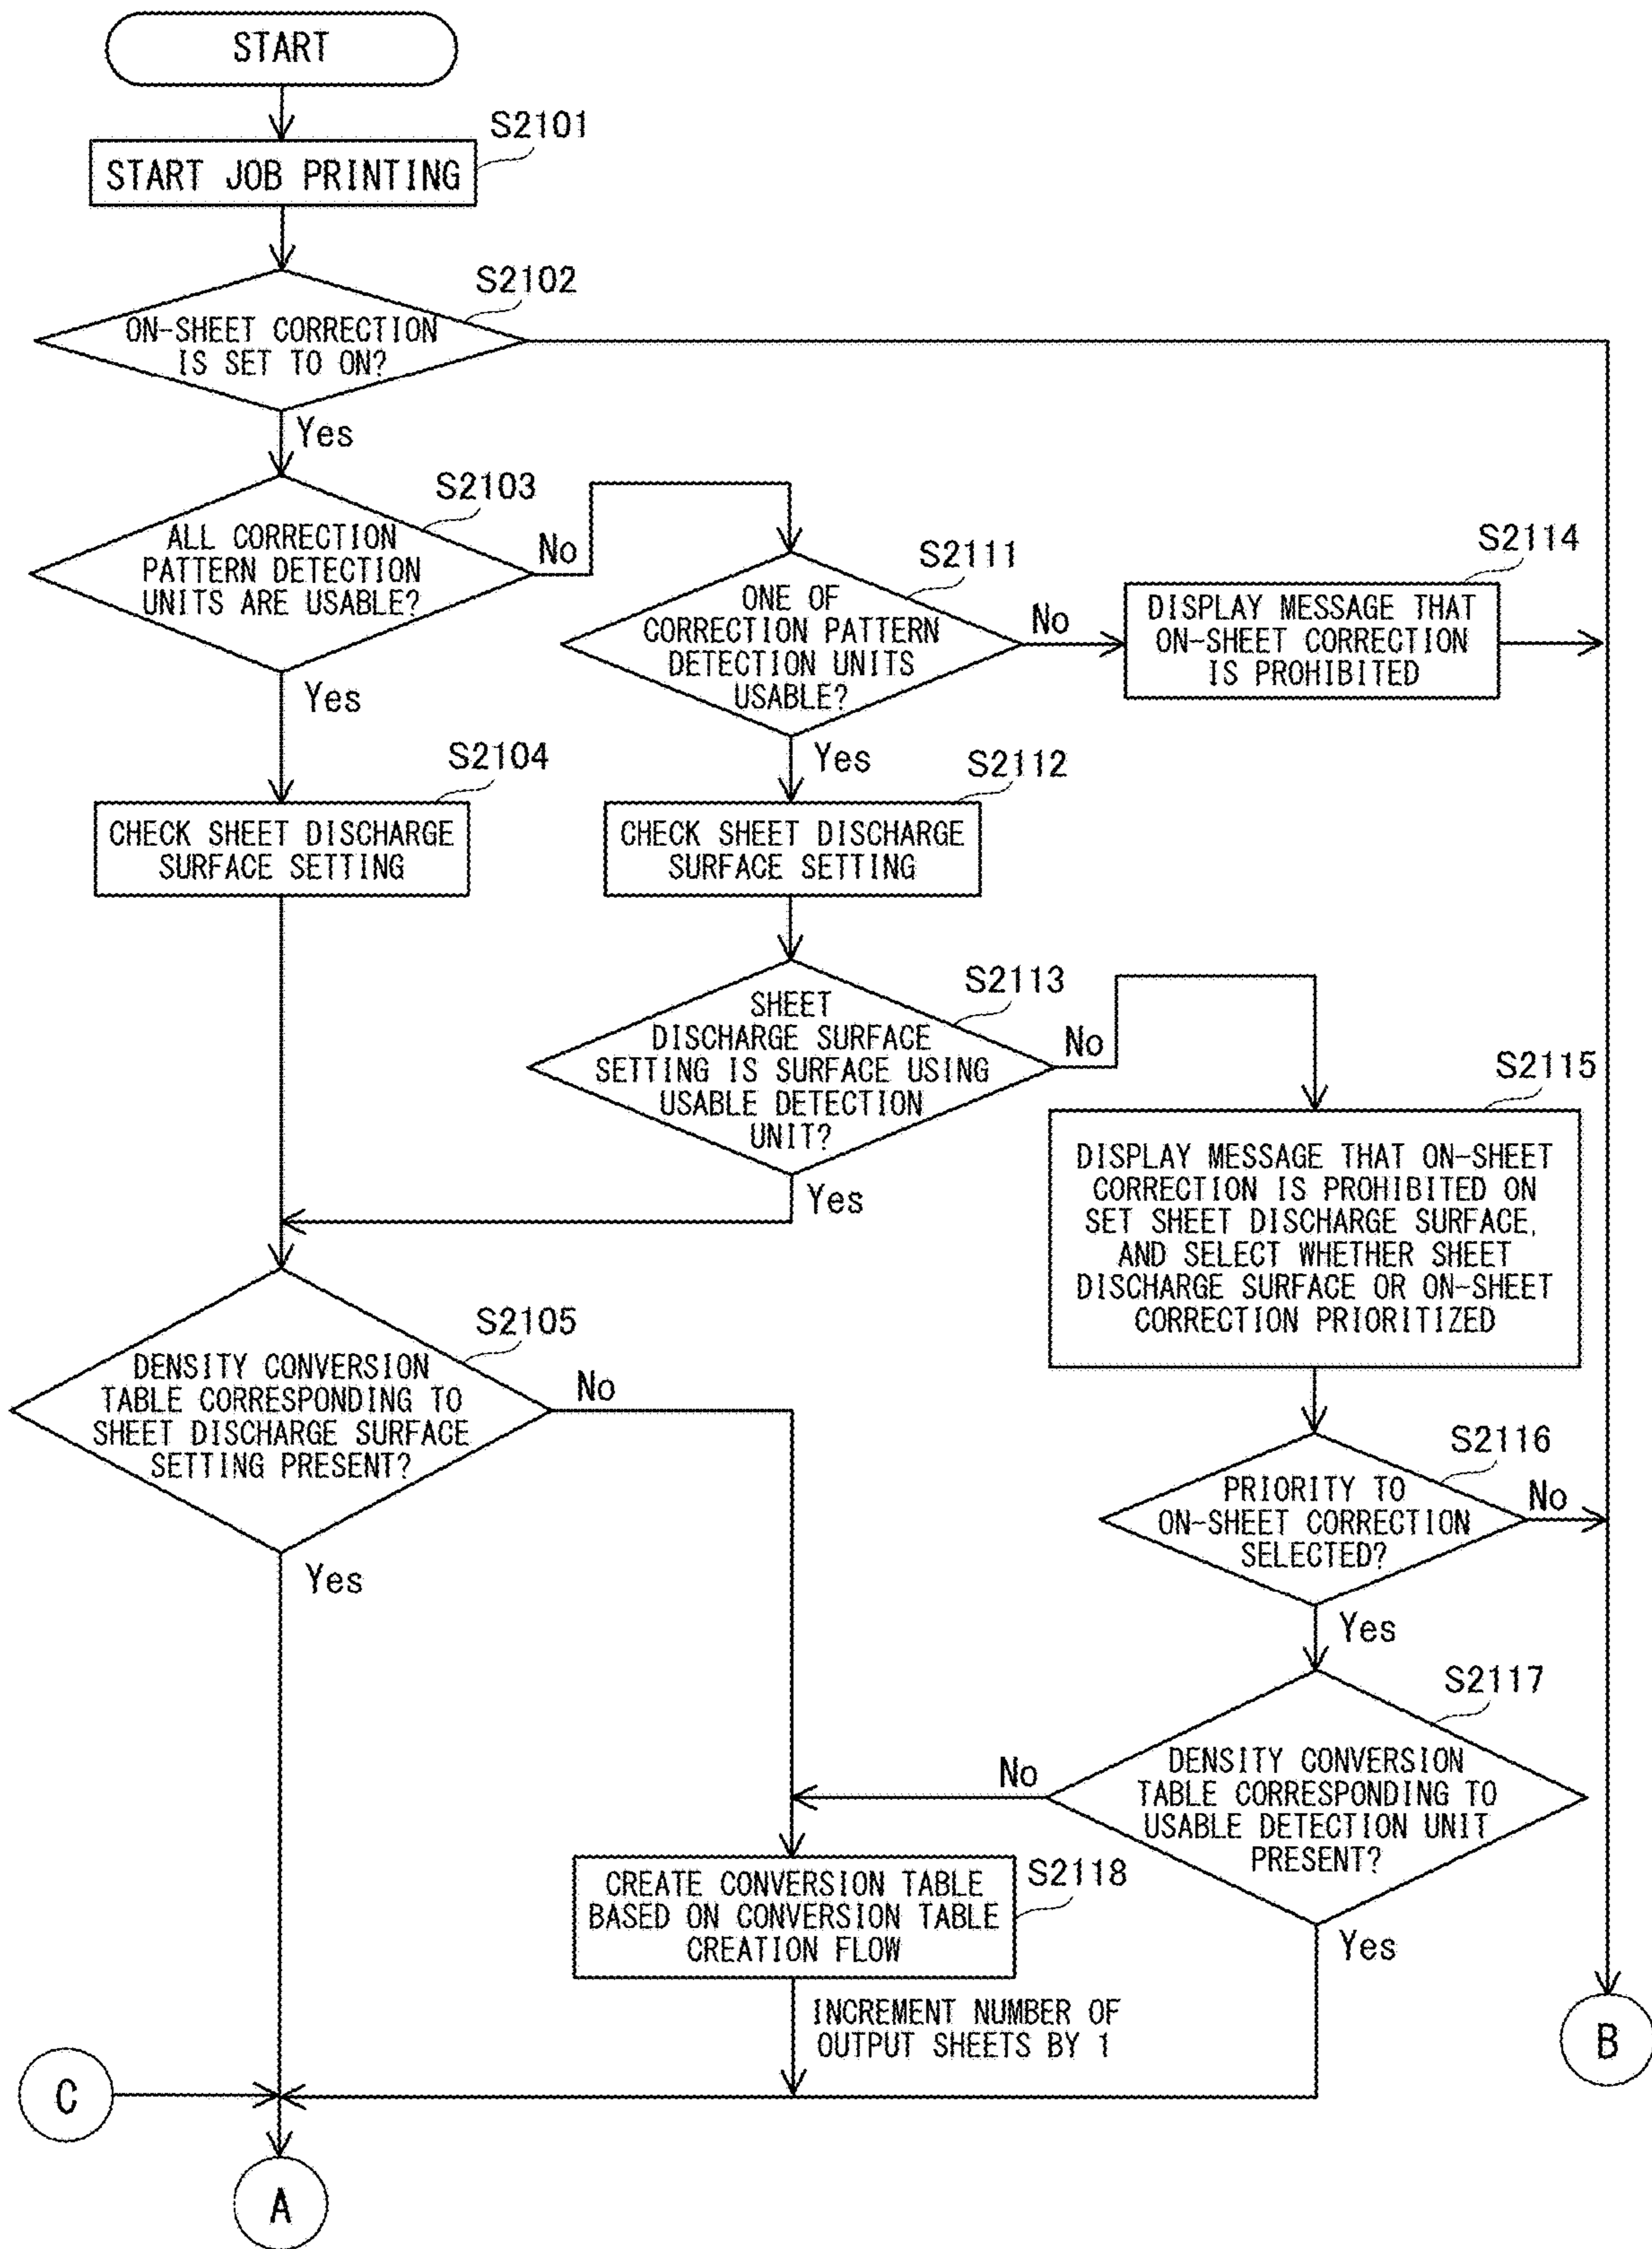 START
S2101
START JOB PRINTING
S2102
ON-SHEET CORRECTION
IS SET TO ON?
Yes
S2103
ALL CORRECTION
PATTERN DETECTION
UNITS ARE USABLE?
No
Yes
S2111
ONE OF
CORRECTION PATTERN
DETECTION UNITS
USABLE?
No
Yes
S2114
DISPLAY MESSAGE THAT
ON-SHEET CORRECTION
IS PROHIBITED
S2104
CHECK SHEET DISCHARGE
SURFACE SETTING
S2112
CHECK SHEET DISCHARGE
SURFACE SETTING
S2113
SHEET
DISCHARGE SURFACE
SETTING IS SURFACE USING
USABLE DETECTION
UNIT?
No
Yes
S2115
DISPLAY MESSAGE THAT ON-SHEET
CORRECTION IS PROHIBITED ON
SET SHEET DISCHARGE SURFACE,
AND SELECT WHETHER SHEET
DISCHARGE SURFACE OR ON-SHEET
CORRECTION PRIORITIZED
S2105
DENSITY CONVERSION
TABLE CORRESPONDING TO
SHEET DISCHARGE SURFACE
SETTING PRESENT?
No
Yes
S2116
PRIORITY TO
ON-SHEET CORRECTION
SELECTED?
No
Yes
S2117
DENSITY CONVERSION
TABLE CORRESPONDING TO
USABLE DETECTION UNIT
PRESENT?
No
Yes
S2118
CREATE CONVERSION TABLE
BASED ON CONVERSION TABLE
CREATION FLOW
INCREMENT NUMBER OF
OUTPUT SHEETS BY 1
B
C
A